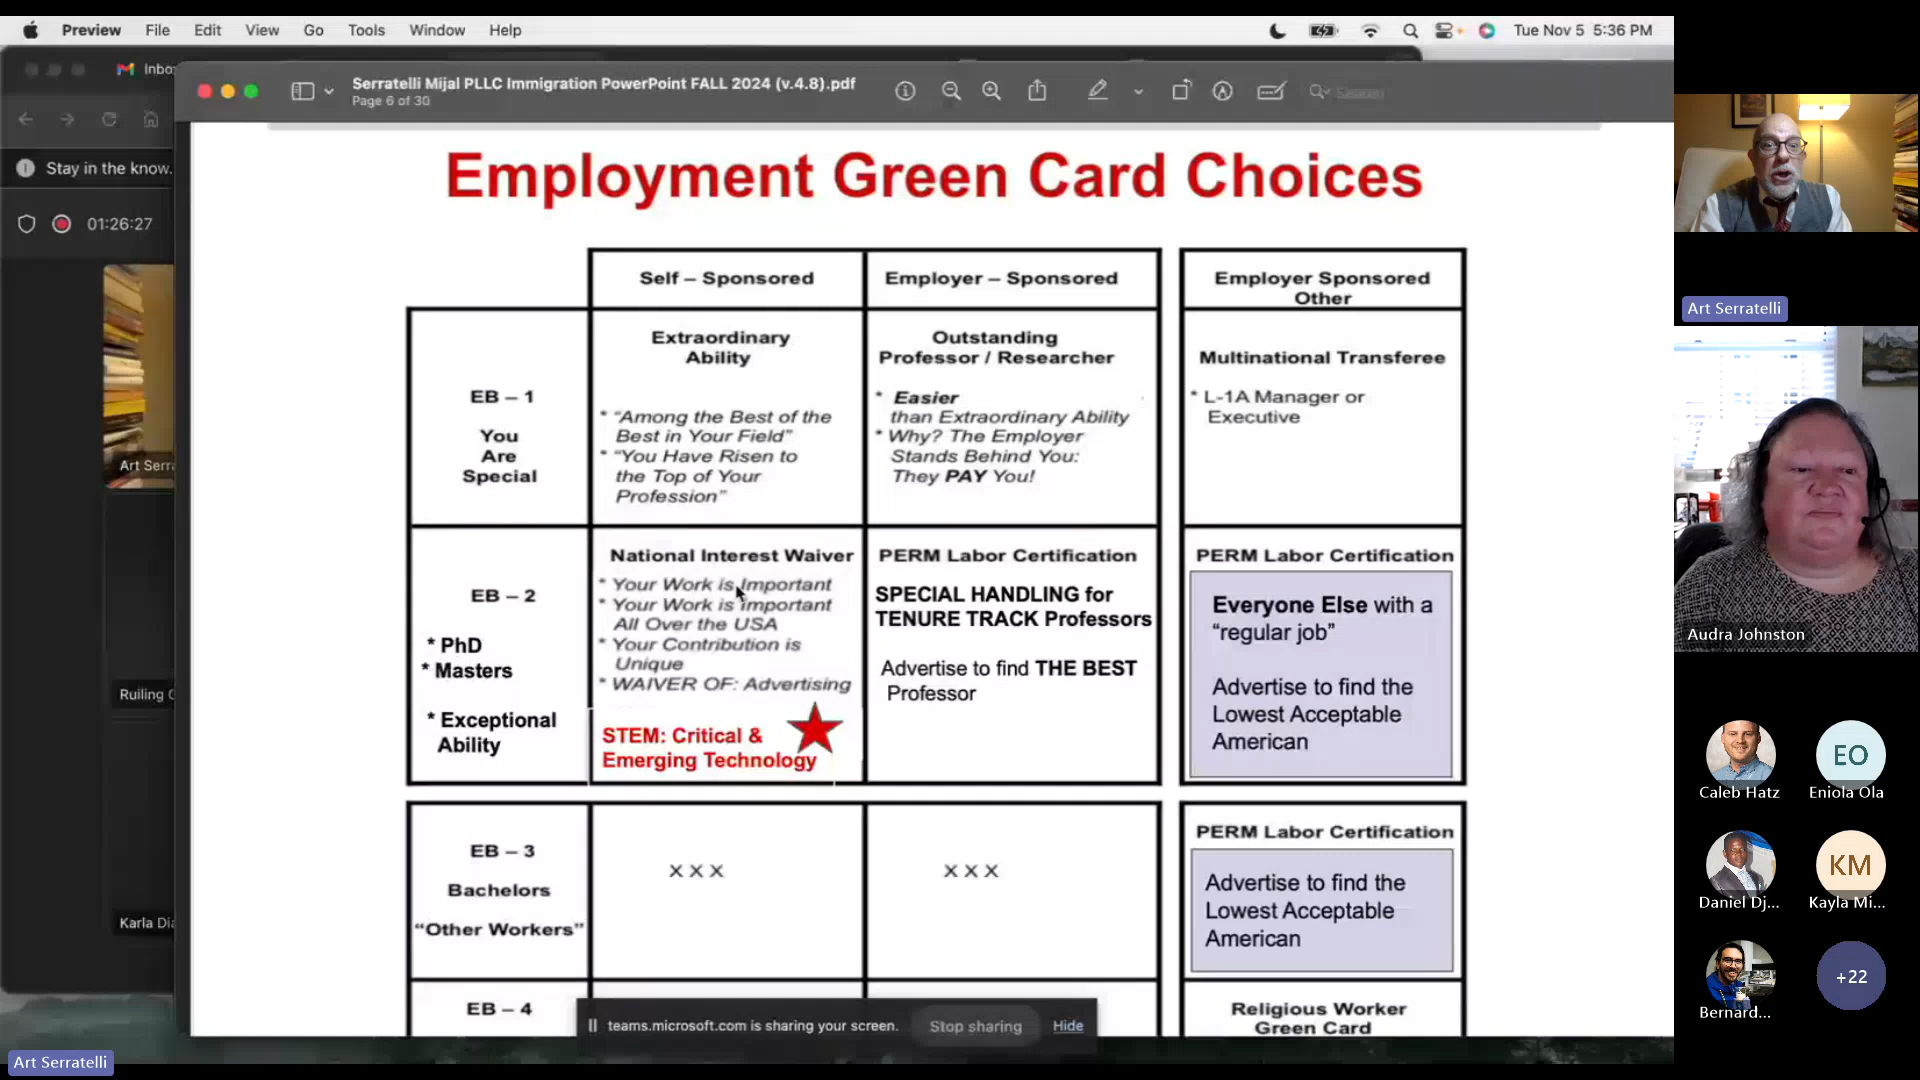 Preview File Edit View Go Tools Window Help
Tue Nov 5 5:36 PM
Inbo
Serratelli Mijal PLLC Immigration PowerPoint FALL 2024 (v.4.8).pdf
Page 6 of 30
Search
Stay in the know.
01:26:27
Art Serra
Ruiling
Karla Dia
Employment Green Card Choices
Self – Sponsored
Employer – Sponsored
Employer Sponsored
Other
EB – 1
You
Are
Special
Extraordinary
Ability
* “Among the Best of the
Best in Your Field”
* “You Have Risen to
the Top of Your
Profession”
Outstanding
Professor / Researcher
* Easier
than Extraordinary Ability
* Why? The Employer
Stands Behind You:
They PAY You!
Multinational Transferee
* L-1A Manager or
Executive
EB – 2
* PhD
* Masters
* Exceptional
Ability
National Interest Waiver
* Your Work is Important
* Your Work is Important
All Over the USA
* Your Contribution is
Unique
* WAIVER OF: Advertising
STEM: Critical &
Emerging Technology
PERM Labor Certification
SPECIAL HANDLING for
TENURE TRACK Professors
Advertise to find THE BEST
Professor
PERM Labor Certification
Everyone Else with a
“regular job”
Advertise to find the
Lowest Acceptable
American
EB – 3
Bachelors
“Other Workers”
X X X
X X X
PERM Labor Certification
Advertise to find the
Lowest Acceptable
American
EB – 4
Religious Worker
Green Card
teams.microsoft.com is sharing your screen.
Stop sharing
Hide
Art Serratelli
Art Serratelli
Audra Johnston
Caleb Hatz
EO
Eniola Ola
Daniel Dj...
KM
Kayla Mi...
Bernard...
+22